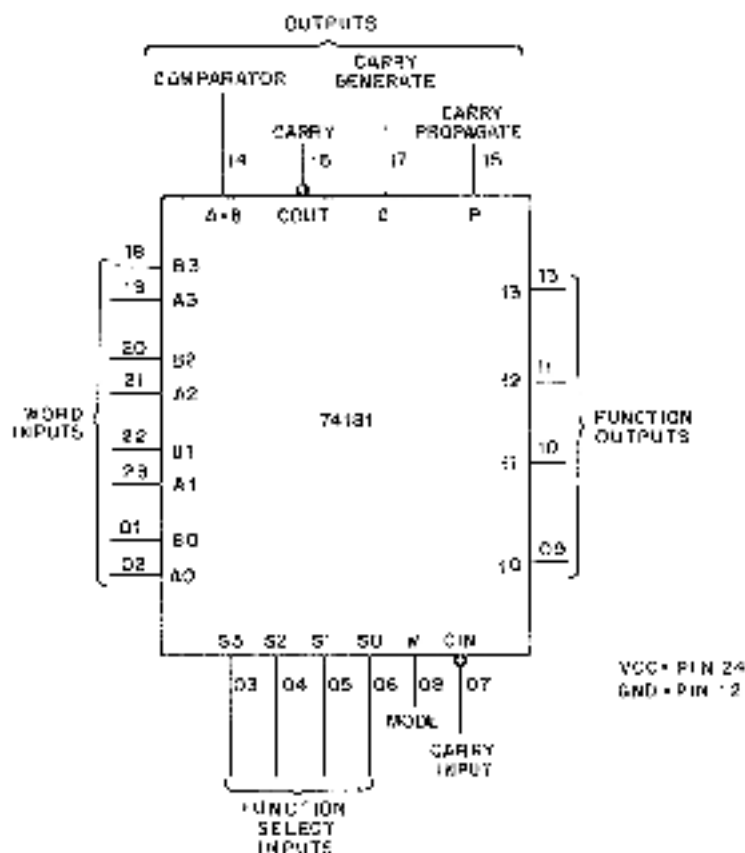 OUTPUTS
CARRY GENERATE
COMPARATOR
CARRY PROPAGATE
CARRY
14
16
17
15
A=B
COUT
G
P
18
B3
19
A3
20
B2
21
A2
22
B1
23
A1
01
B0
02
A0
WORD INPUTS
74181
13
f3
11
f2
10
f1
09
f0
FUNCTION OUTPUTS
S3
S2
S1
S0
M
CIN
03
04
05
06
08
07
MODE
CARRY INPUT
FUNCTION SELECT INPUTS
VCC = PIN 24
GND = PIN 12